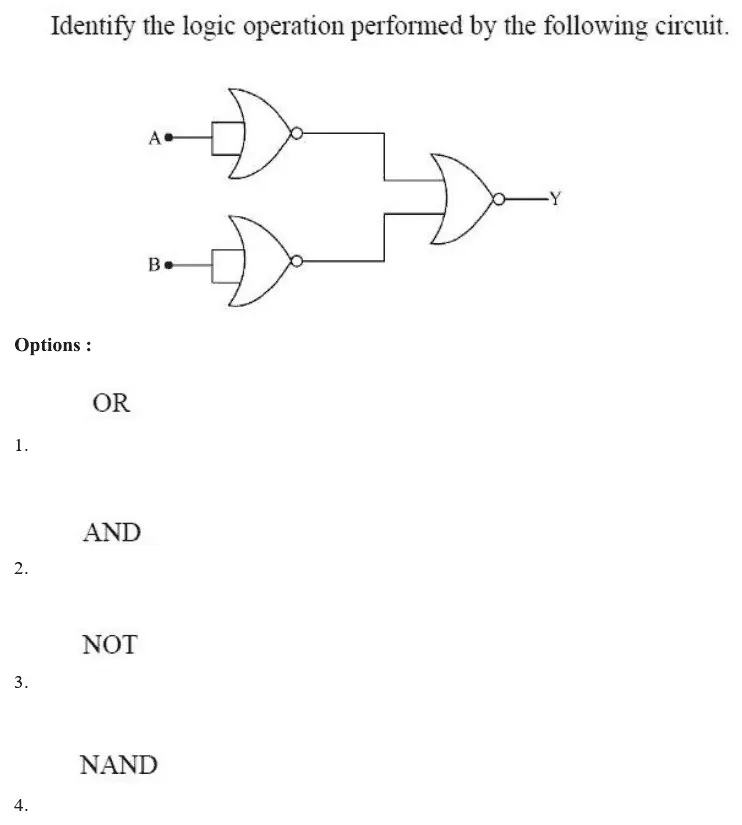 Identify the logic operation performed by the following circuit.
A
B
Y
Options :
OR
1.
AND
2.
NOT
3.
NAND
4.